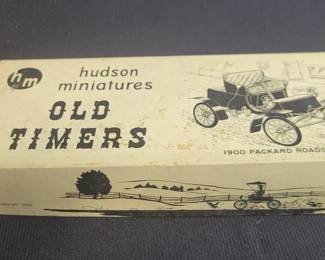 hm
hudson
miniatures
OLD
TIMERS
1900 PACKARD ROADS